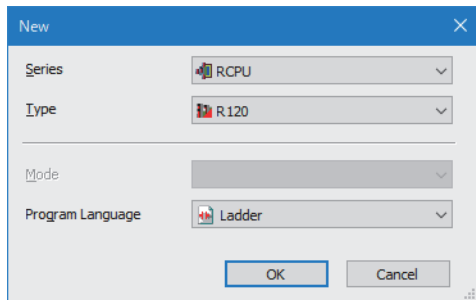 New
Series RCPU
Type R120
Mode
Program Language Ladder
OK Cancel